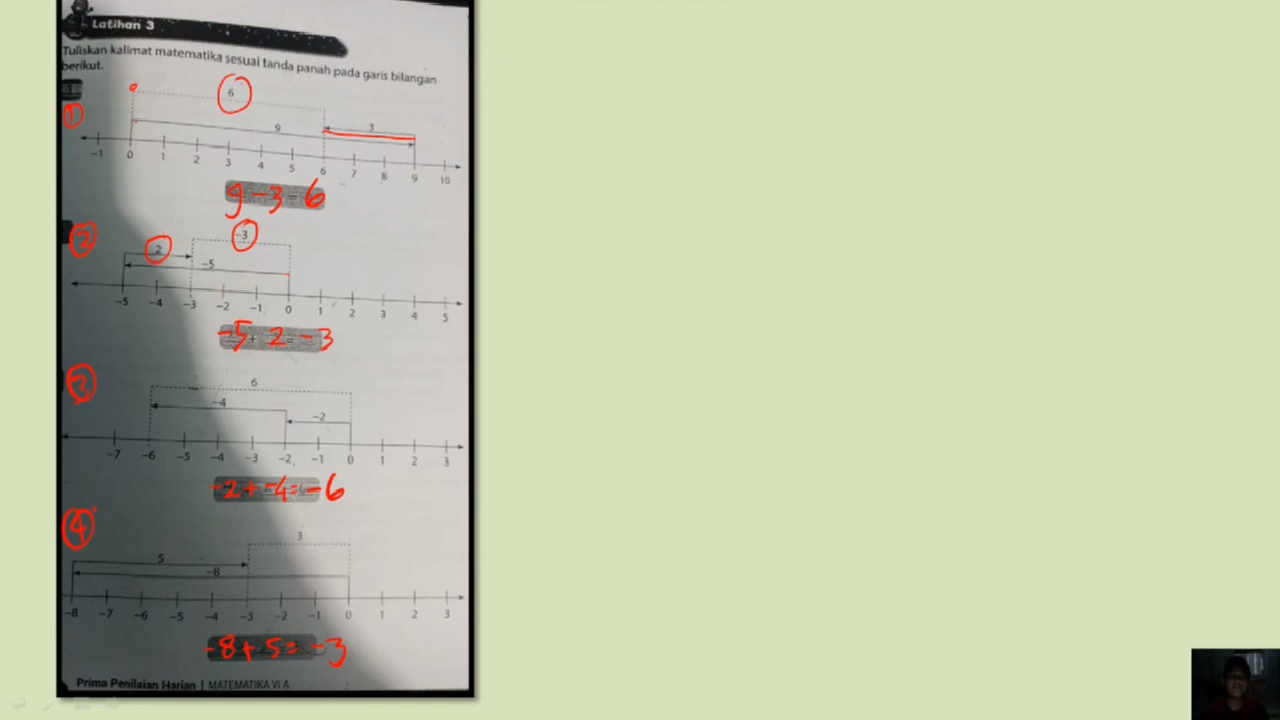 Latihan 3
Tuliskan kalimat matematika sesuai tanda panah pada garis bilangan
berikut.
1
①
6
3
9
-1 0 1 2 3 4 5 6 7 8 9 10
9 - 3 = 6
②
-3
2
-5
-5 -4 -3 -2 -1 0 1 2 3 4 5
-5 + 2 = -3
③
6
-4
-2
-7 -6 -5 -4 -3 -2 -1 0 1 2 3
-2 + -4 = -6
④
3
5
-8
-8 -7 -6 -5 -4 -3 -2 -1 0 1 2 3
-8 + 5 = -3
Prima Penilaian Harian | MATEMATIKA VI A